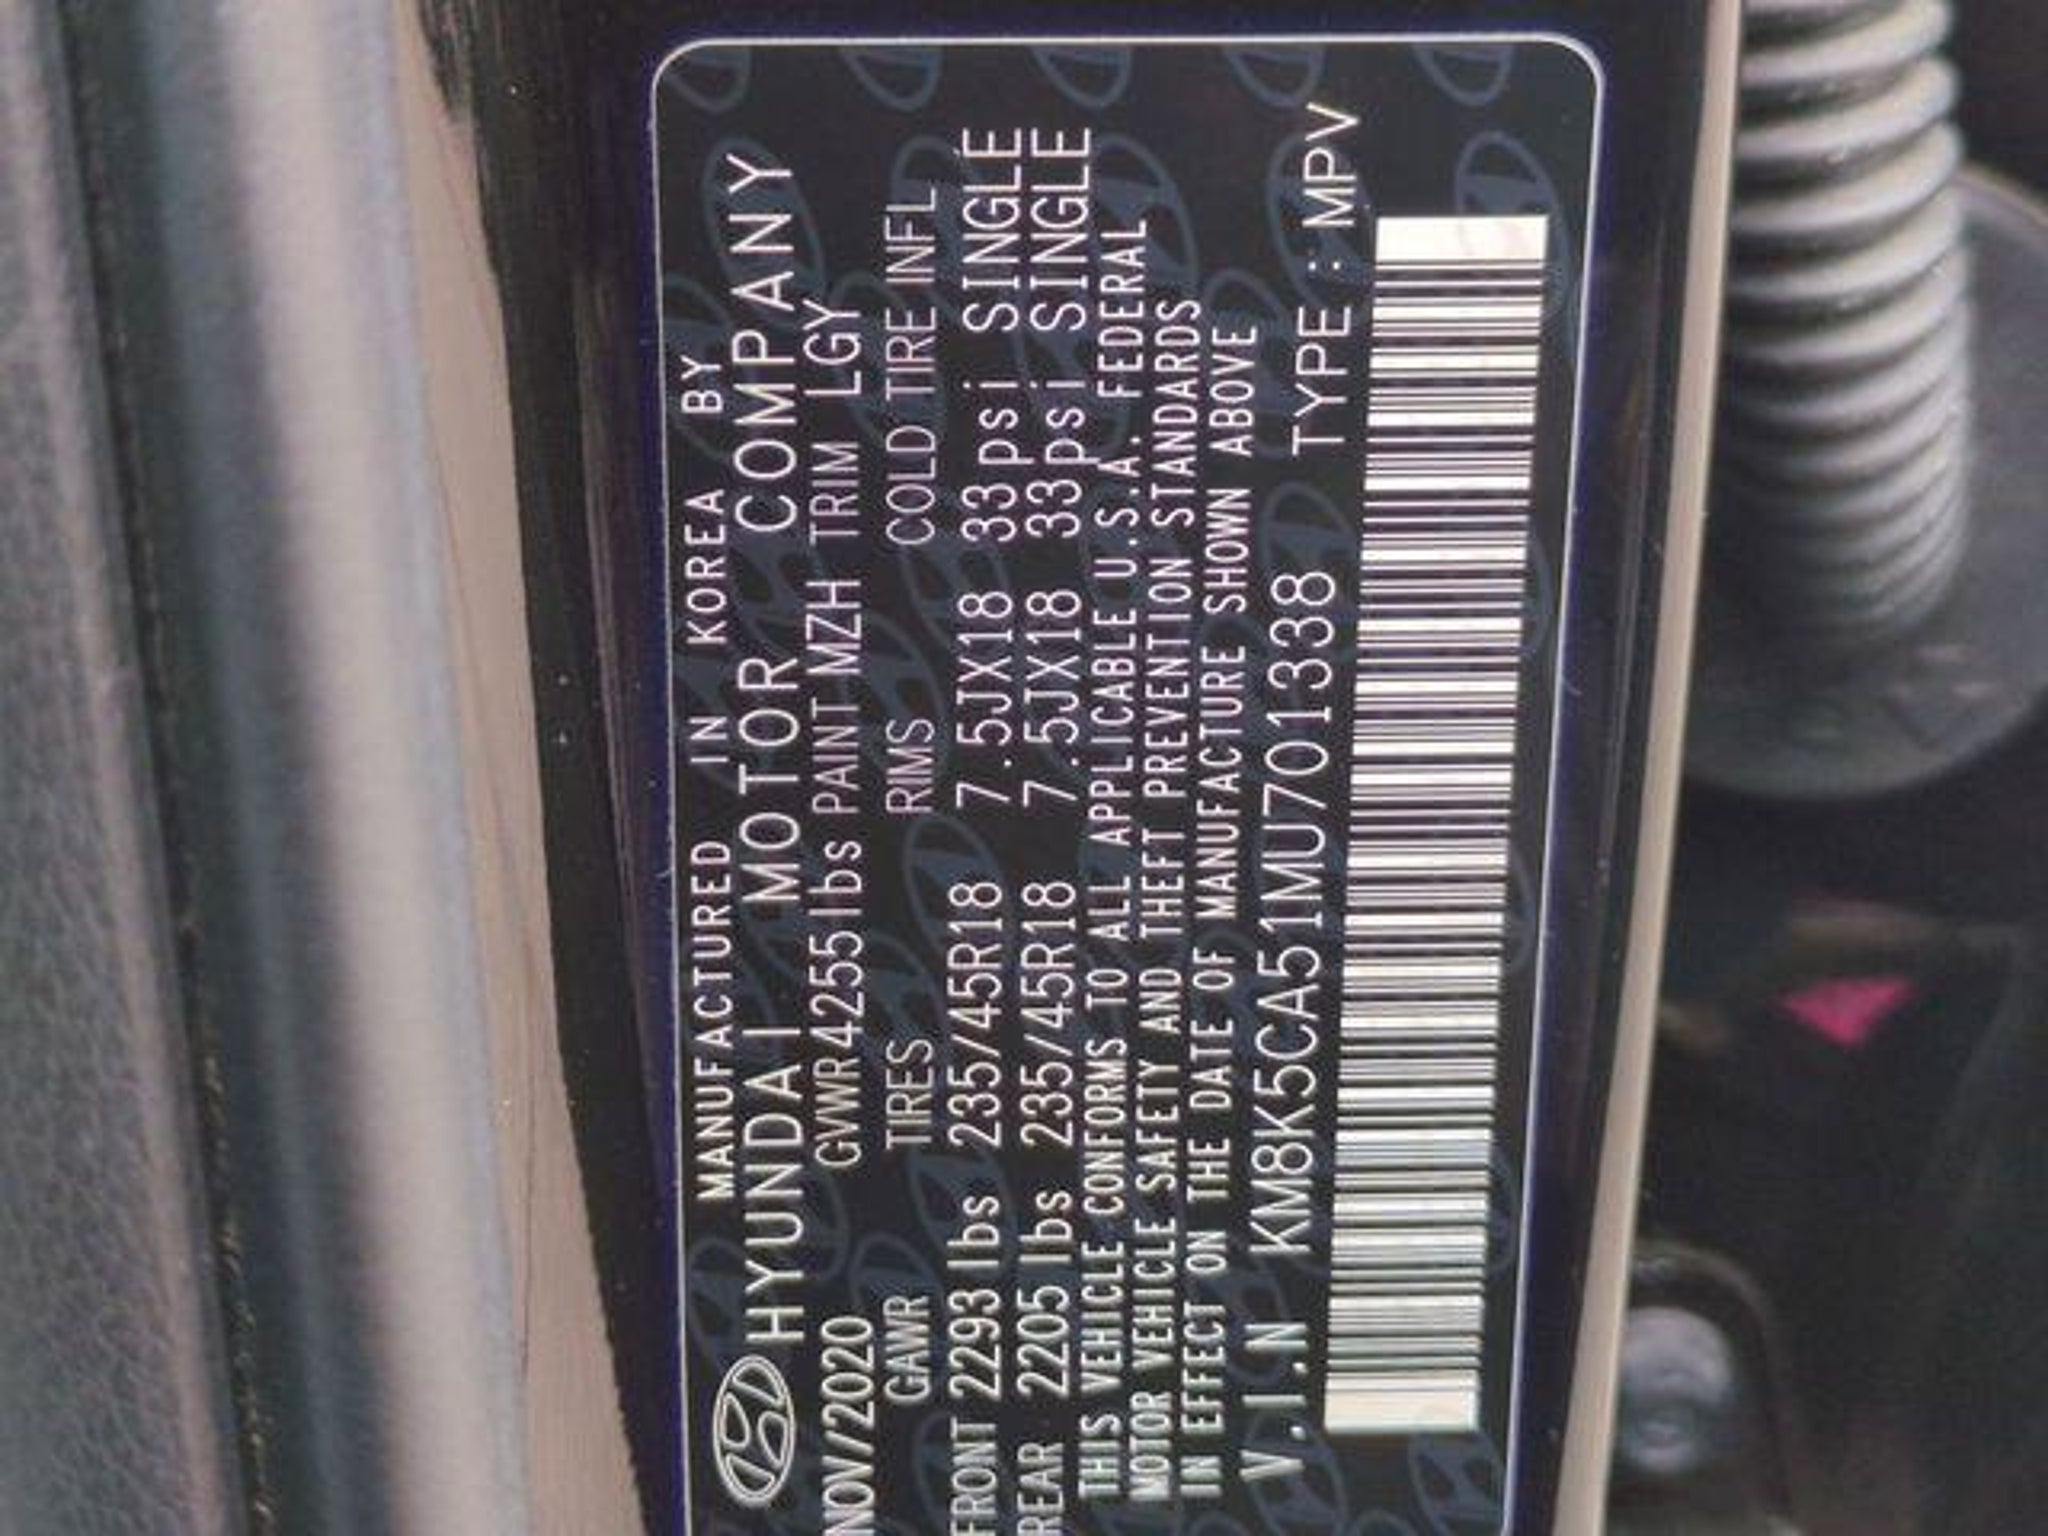 MANUFACTURED IN KOREA BY
HYUNDAI MOTOR COMPANY
NOV/2020 GVWR4255lbs PAINT MZH TRIM LGY
GAWR TIRES RIMS COLD TIRE INFL
FRONT 2293 lbs 235/45R18 7.5JX18 33psi SINGLE
REAR 2205 lbs 235/45R18 7.5JX18 33psi SINGLE
THIS VEHICLE CONFORMS TO ALL APPLICABLE U.S.A. FEDERAL
MOTOR VEHICLE SAFETY AND THEFT PREVENTION STANDARDS
IN EFFECT ON THE DATE OF MANUFACTURE SHOWN ABOVE
V.I.N KM8K5CA51MU701338 TYPE : MPV